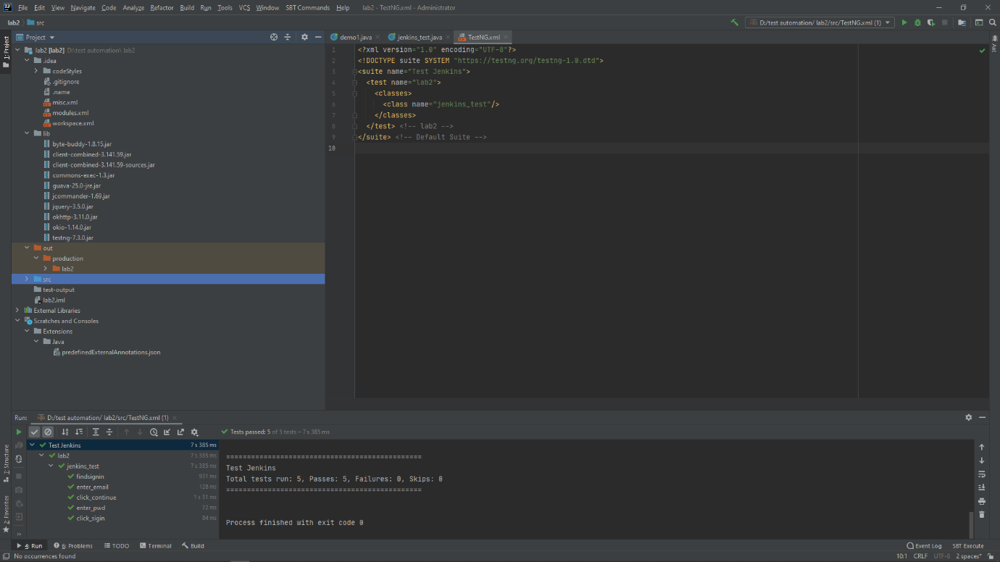 File Edit View Navigate Code Analyze Refactor Build Run Tools VCS Window SBT Commands Help lab2 - TestNG.xml - Administrator
lab2 src
D:/test automation/ lab2/src/TestNG.xml (1)
1: Project
Project
demo1.java jenkins_test.java TestNG.xml
Ant
lab2 [lab2] D:\test automation\ lab2
.idea
codeStyles
.gitignore
.name
misc.xml
modules.xml
workspace.xml
lib
byte-buddy-1.8.15.jar
client-combined-3.141.59.jar
client-combined-3.141.59-sources.jar
commons-exec-1.3.jar
guava-25.0-jre.jar
jcommander-1.69.jar
jquery-3.5.0.jar
okhttp-3.11.0.jar
okio-1.14.0.jar
testng-7.3.0.jar
out
production
lab2
src
test-output
lab2.iml
External Libraries
Scratches and Consoles
Extensions
Java
predefinedExternalAnnotations.json
1 <?xml version="1.0" encoding="UTF-8"?>
2 <!DOCTYPE suite SYSTEM "https://testng.org/testng-1.0.dtd">
3 <suite name="Test Jenkins">
4 <test name="lab2">
5 <classes>
6 <class name="jenkins_test"/>
7 </classes>
8 </test> <!-- lab2 -->
9 </suite> <!-- Default Suite -->
10
Run: D:/test automation/ lab2/src/TestNG.xml (1)
Tests passed: 5 of 5 tests – 7 s 385 ms
Test Jenkins 7 s 385 ms
lab2 7 s 385 ms
jenkins_test 7 s 385 ms
findsignin 931 ms
enter_email 128 ms
click_continue 1 s 51 ms
enter_pwd 72 ms
click_sigin 84 ms
===============================================
Test Jenkins
Total tests run: 5, Passes: 5, Failures: 0, Skips: 0
===============================================
Process finished with exit code 0
7: Structure
2: Favorites
4: Run 6: Problems TODO Terminal Build Event Log SBT Execute
No occurrences found 10:1 CRLF UTF-8 2 spaces*